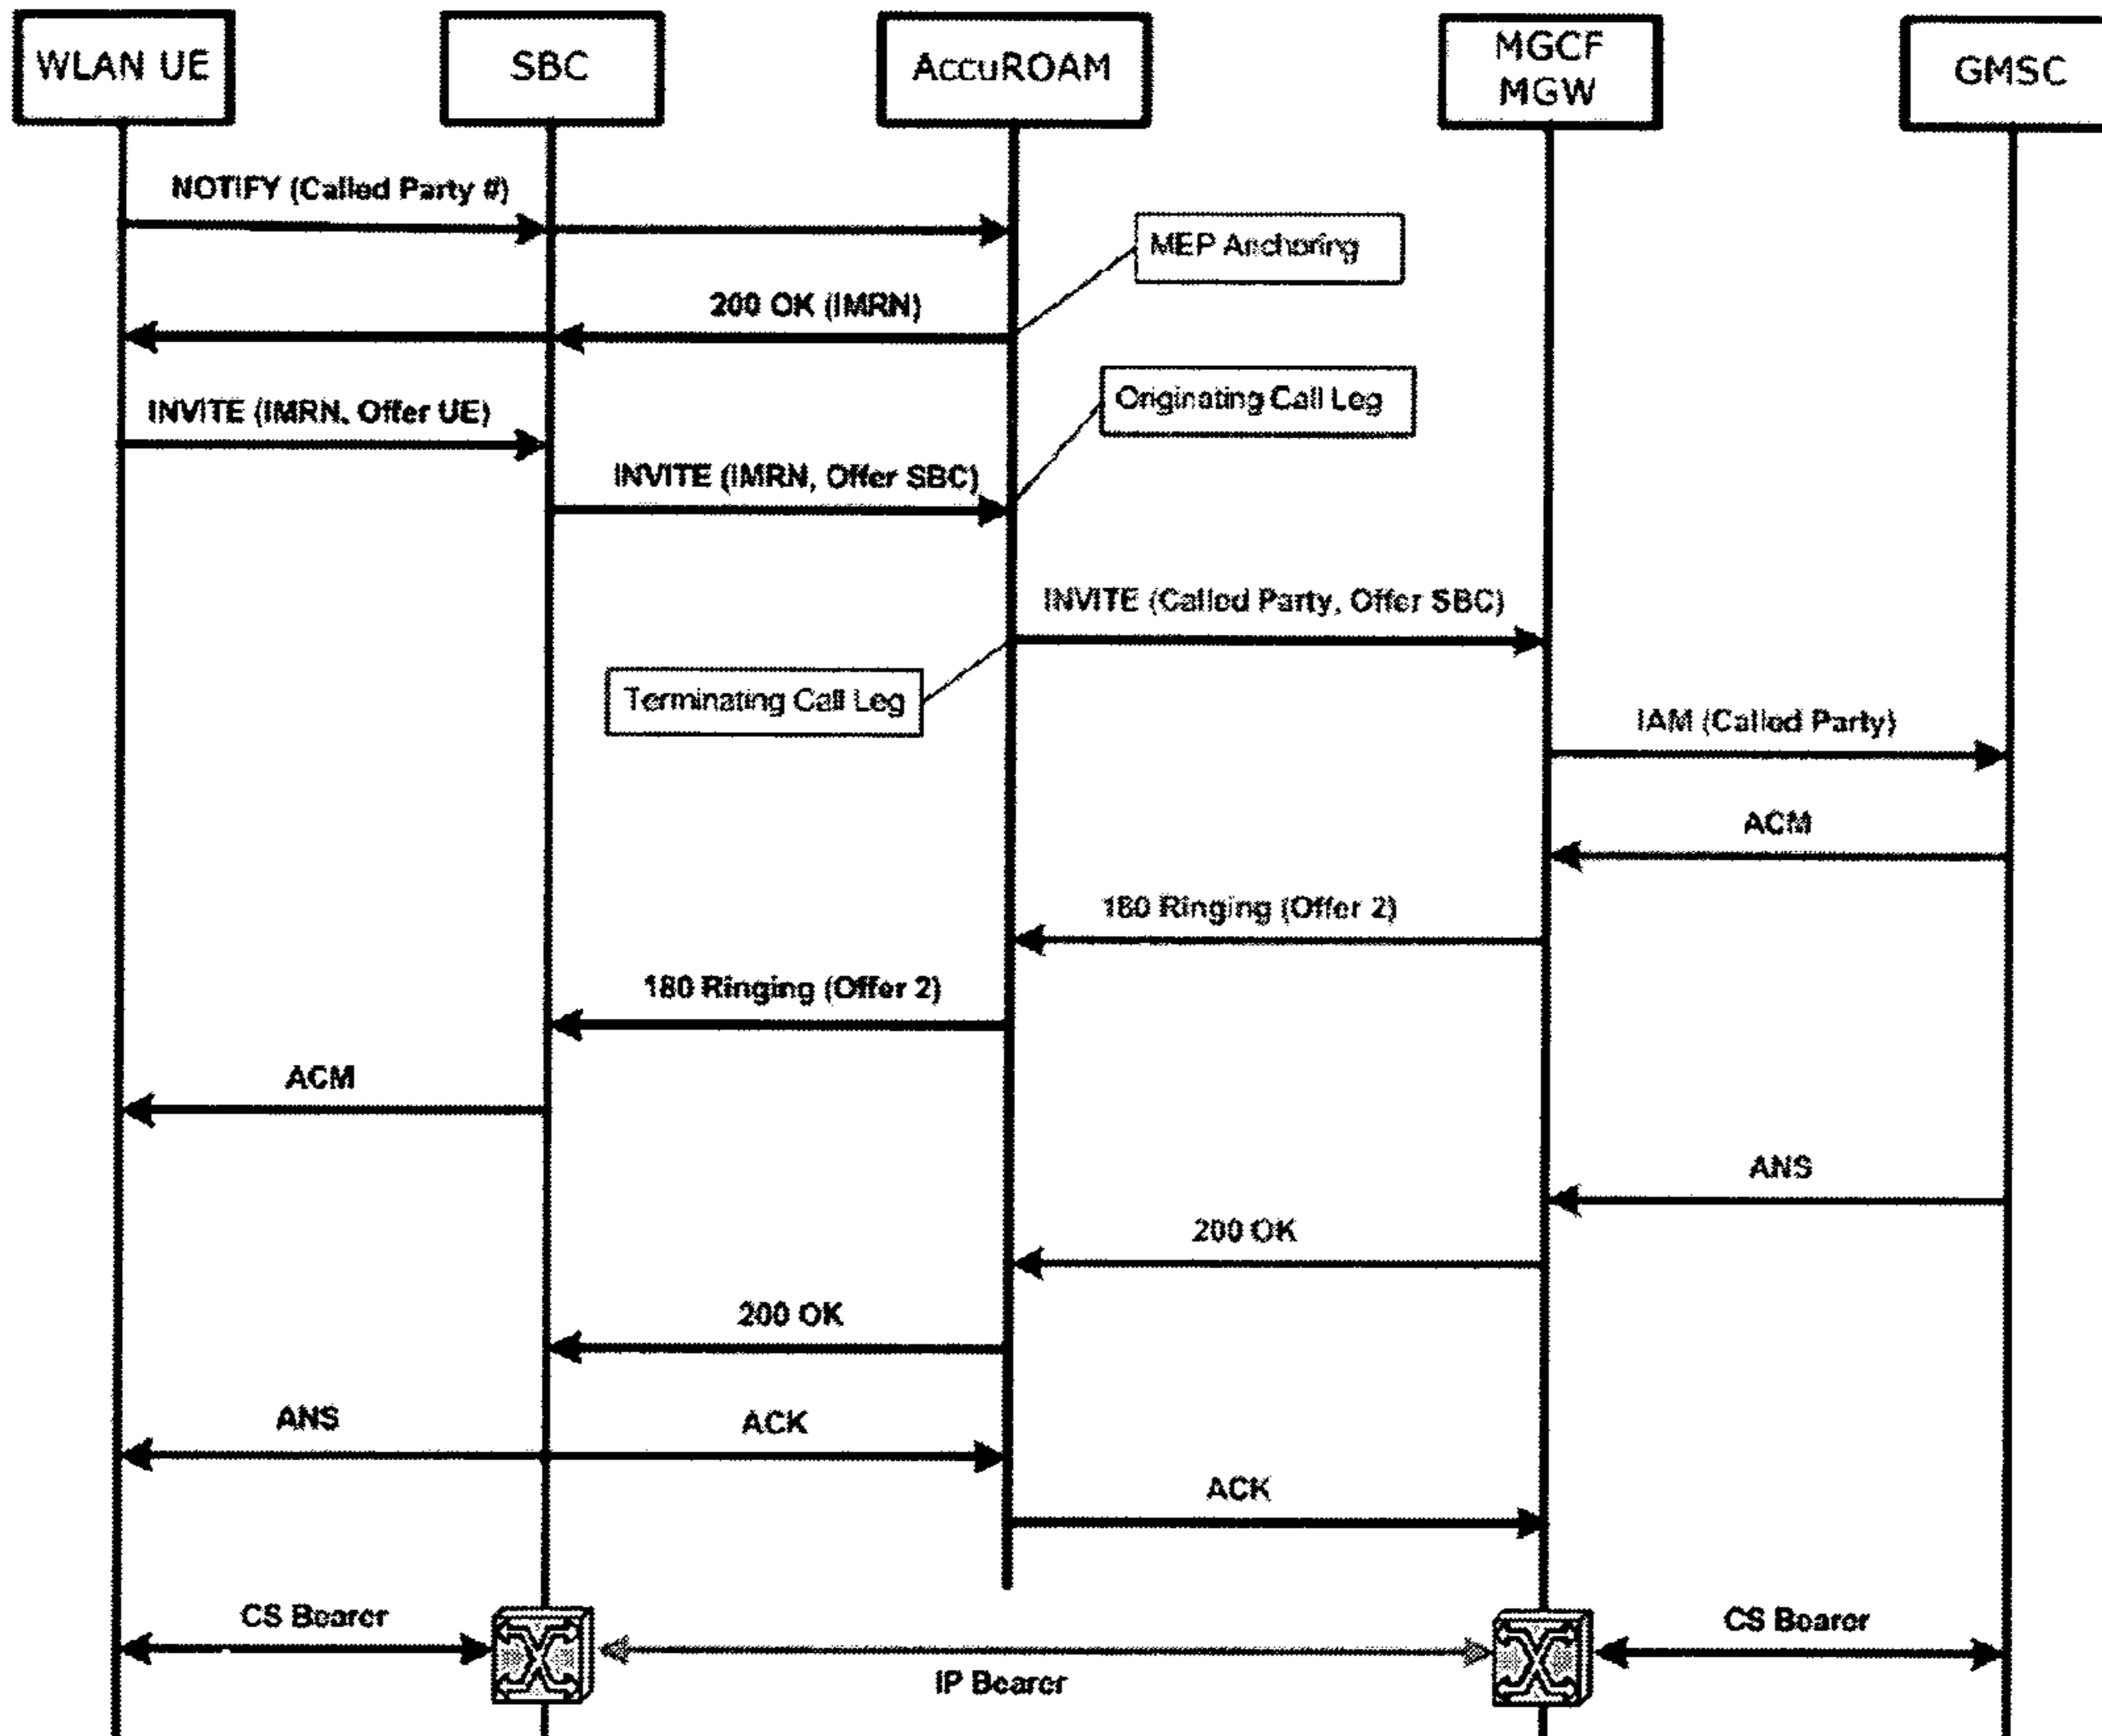 WLAN UE
SBC
AccuROAM
MGCF
MGW
GMSC
NOTIFY (Called Party #)
MEP Anchoring
200 OK (IMRN)
Originating Call Leg
INVITE (IMRN, Offer UE)
INVITE (IMRN, Offer SBC)
INVITE (Called Party, Offer SBC)
Terminating Call Leg
IAM (Called Party)
ACM
180 Ringing (Offer 2)
180 Ringing (Offer 2)
ACM
ANS
200 OK
200 OK
ANS
ACK
ACK
CS Bearer
IP Bearer
CS Bearer